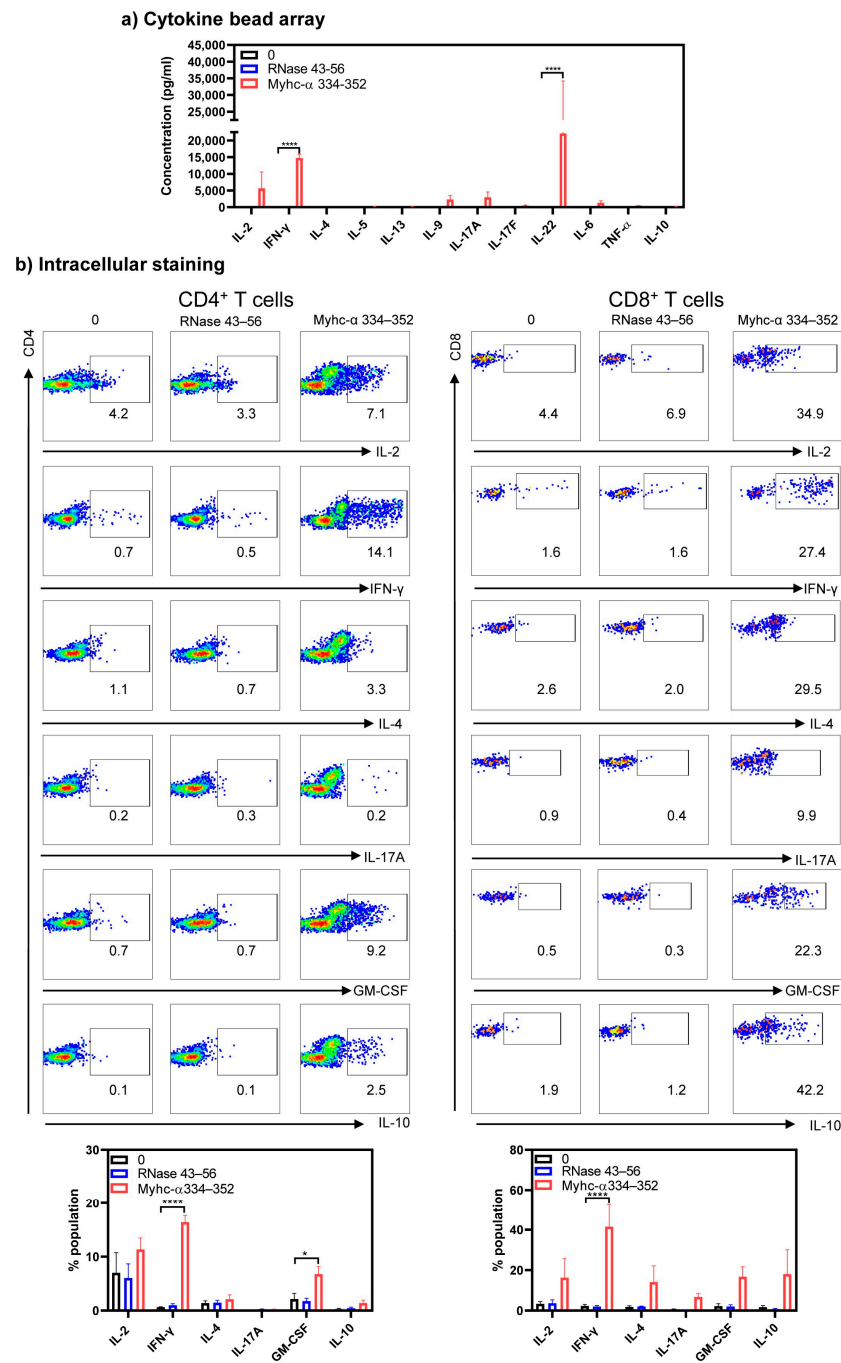 a) Cytokine bead array
45,000
40,000
35,000
30,000
25,000
20,000
15,000
10,000
5,000
0
Concentration (pg/ml)
0
RNase 43-56
Myhc-α 334-352
****
****
IL-2 IFN-γ IL-4 IL-5 IL-13 IL-9 IL-17A IL-17F IL-22 IL-6 TNF-α IL-10
b) Intracellular staining
CD4⁺ T cells
0 RNase 43–56 Myhc-α 334–352
CD4
4.2 3.3 7.1
IL-2
0.7 0.5 14.1
IFN-γ
1.1 0.7 3.3
IL-4
0.2 0.3 0.2
IL-17A
0.7 0.7 9.2
GM-CSF
0.1 0.1 2.5
IL-10
CD8⁺ T cells
0 RNase 43–56 Myhc-α 334–352
CD8
4.4 6.9 34.9
IL-2
1.6 1.6 27.4
IFN-γ
2.6 2.0 29.5
IL-4
0.9 0.4 9.9
IL-17A
0.5 0.3 22.3
GM-CSF
1.9 1.2 42.2
IL-10
30
20
10
0
% population
0
RNase 43–56
Myhc-α334–352
****
*
IL-2 IFN-γ IL-4 IL-17A GM-CSF IL-10
80
60
40
20
0
% population
0
RNase 43–56
Myhc-α334–352
****
IL-2 IFN-γ IL-4 IL-17A GM-CSF IL-10